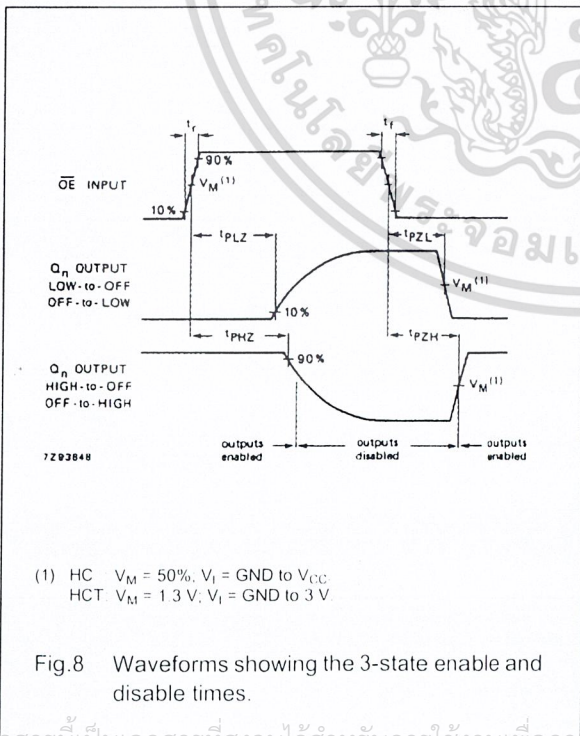 tr
tf
90%
OE INPUT
VM(1)
10%
tPLZ
tPZL
Qn OUTPUT
LOW-to-OFF
OFF-to-LOW
VM(1)
10%
tPHZ
tPZH
90%
Qn OUTPUT
HIGH-to-OFF
OFF-to-HIGH
VM(1)
outputs enabled
outputs disabled
outputs enabled
7Z93848
(1) HC VM = 50%, VI = GND to VCC.
HCT: VM = 1.3 V; VI = GND to 3 V.
Fig.8 Waveforms showing the 3-state enable and
disable times.